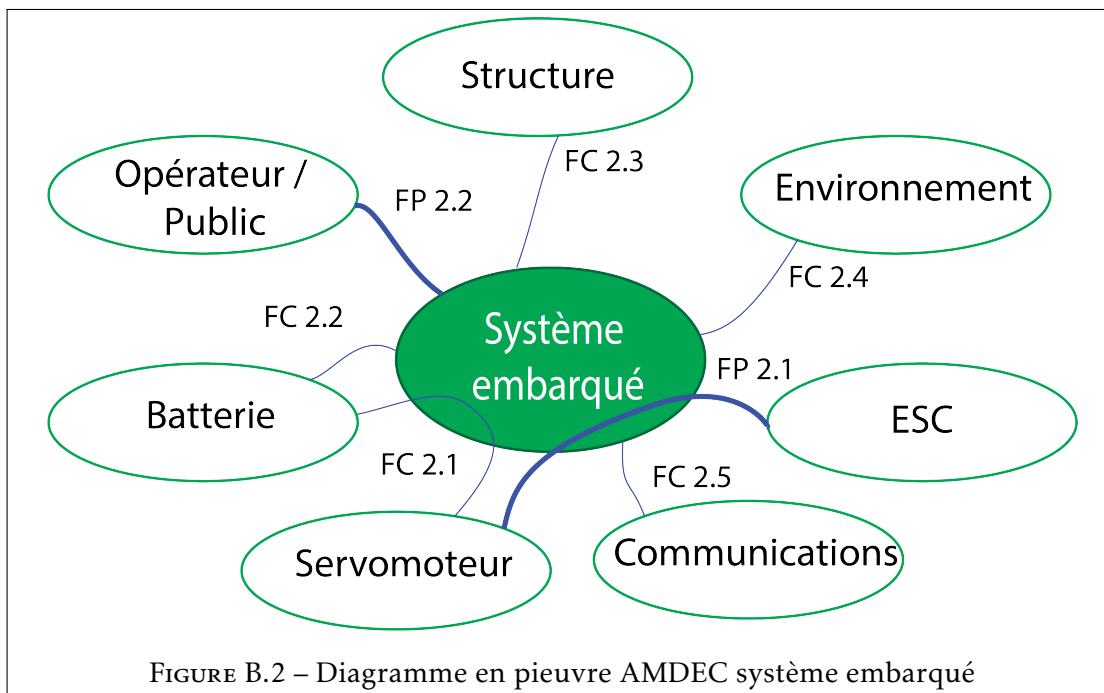 Structure
Opérateur /
Public
FP 2.2
FC 2.3
Environnement
FC 2.4
FC 2.2
Système
embarqué
FP 2.1
Batterie
ESC
FC 2.1
FC 2.5
Servomoteur
Communications
FIGURE B.2 – Diagramme en pieuvre AMDEC système embarqué